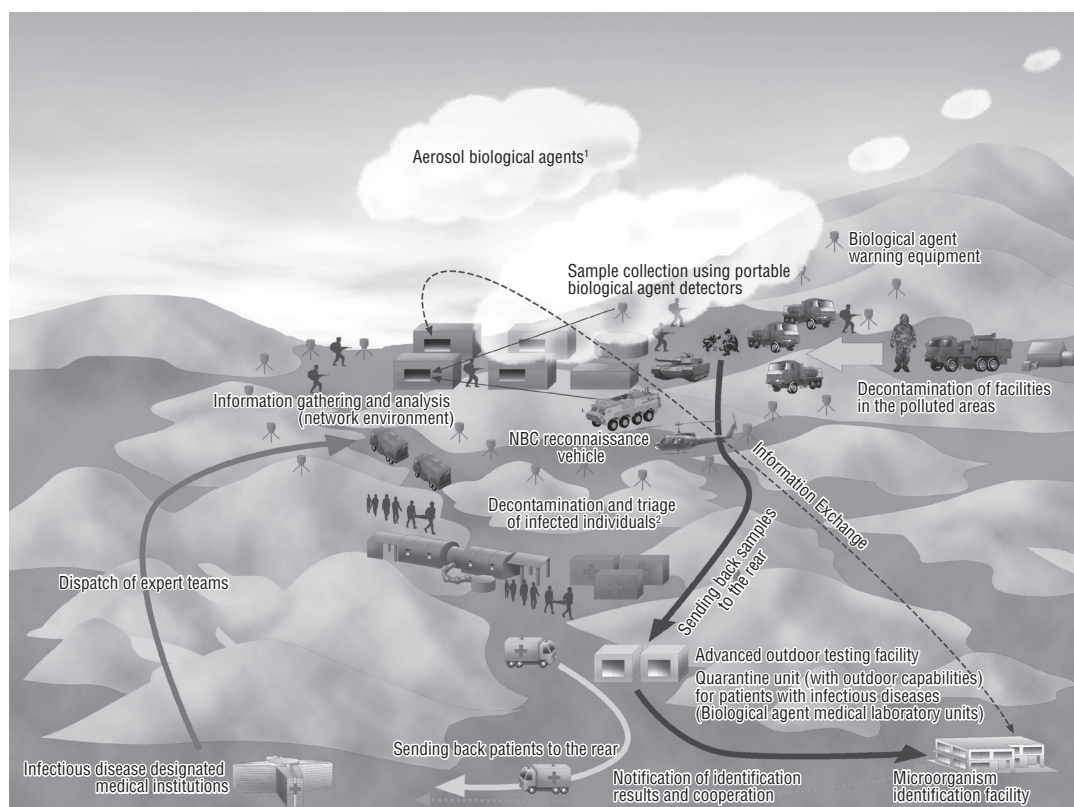 Aerosol biological agents¹
Biological agent
warning equipment
Sample collection using portable
biological agent detectors
Decontamination of facilities
in the polluted areas
Information gathering and analysis
(network environment)
NBC reconnaissance
vehicle
Information Exchange
Decontamination and triage
of infected individuals²
Dispatch of expert teams
Sending back samples
to the rear
Advanced outdoor testing facility
Quarantine unit (with outdoor capabilities)
for patients with infectious diseases
(Biological agent medical laboratory units)
Sending back patients to the rear
Infectious disease designated
medical institutions
Notification of identification
results and cooperation
Microorganism
identification facility